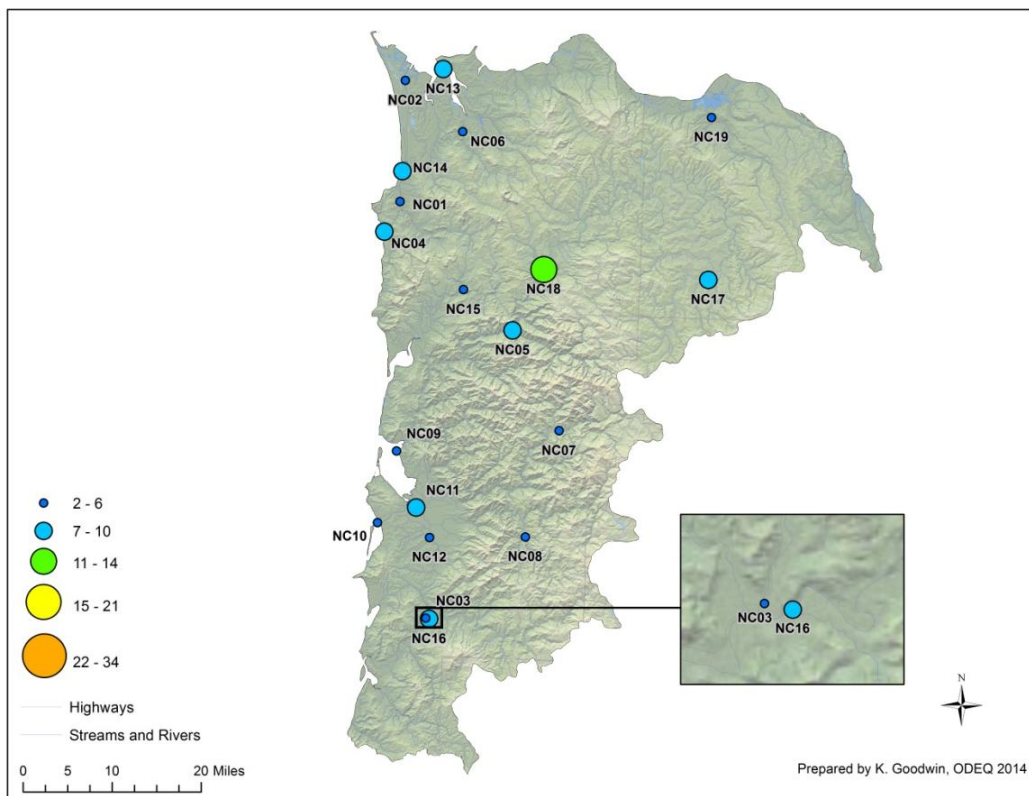 NC13
NC02
NC06
NC19
NC14
NC01
NC04
NC18
NC17
NC15
NC05
NC09
NC07
NC11
NC10
NC12
NC08
NC03
NC16
NC03
NC16
2 - 6
7 - 10
11 - 14
15 - 21
22 - 34
Highways
Streams and Rivers
0 5 10 20 Miles
N
Prepared by K. Goodwin, ODEQ 2014